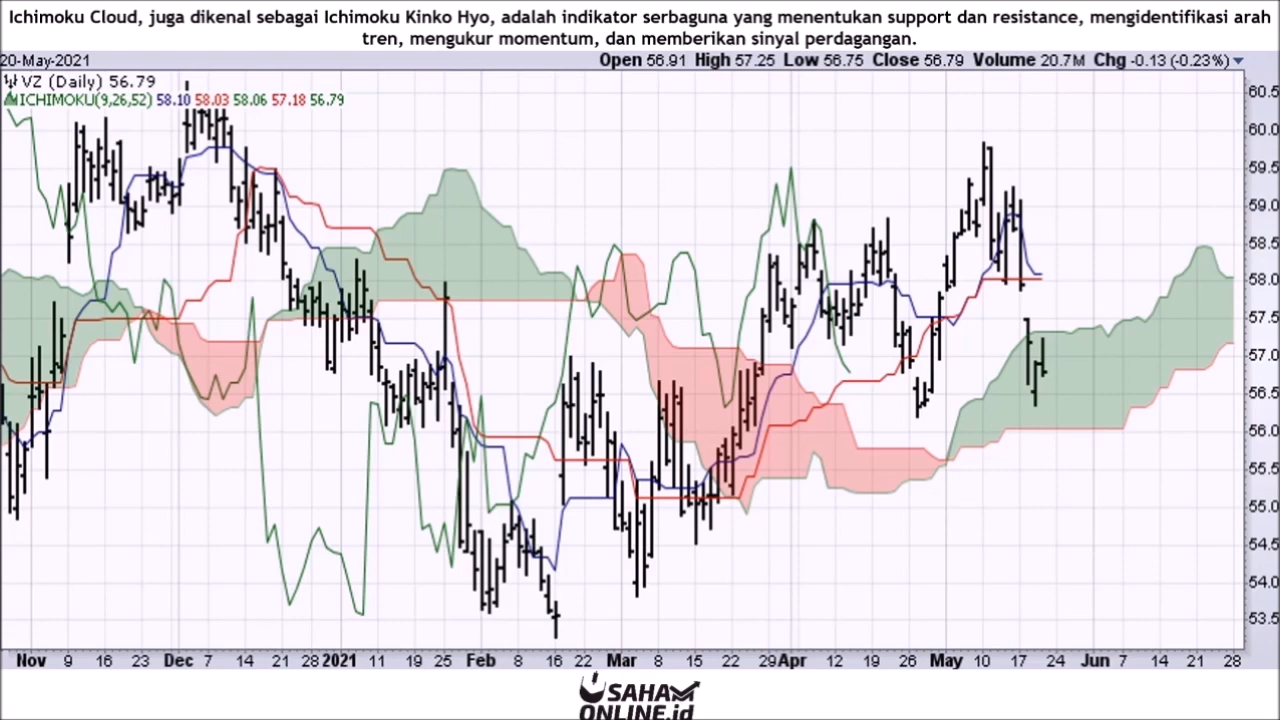 Ichimoku Cloud, juga dikenal sebagai Ichimoku Kinko Hyo, adalah indikator serbaguna yang menentukan support dan resistance, mengidentifikasi arah
tren, mengukur momentum, dan memberikan sinyal perdagangan.
20-May-2021 Open 56.91 High 57.25 Low 56.75 Close 56.79 Volume 20.7M Chg -0.13 (-0.23%)
VZ (Daily) 56.79
ICHIMOKU(9,26,52) 58.10 58.03 58.06 57.18 56.79
60.5
60.0
59.5
59.0
58.5
58.0
57.5
57.0
56.5
56.0
55.5
55.0
54.5
54.0
53.5
Nov 9 16 23 Dec 7 14 21 28 2021 11 19 25 Feb 8 16 22 Mar 8 15 22 29 Apr 12 19 26 May 10 17 24 Jun 7 14 21 28
SAHAM
ONLINE.id